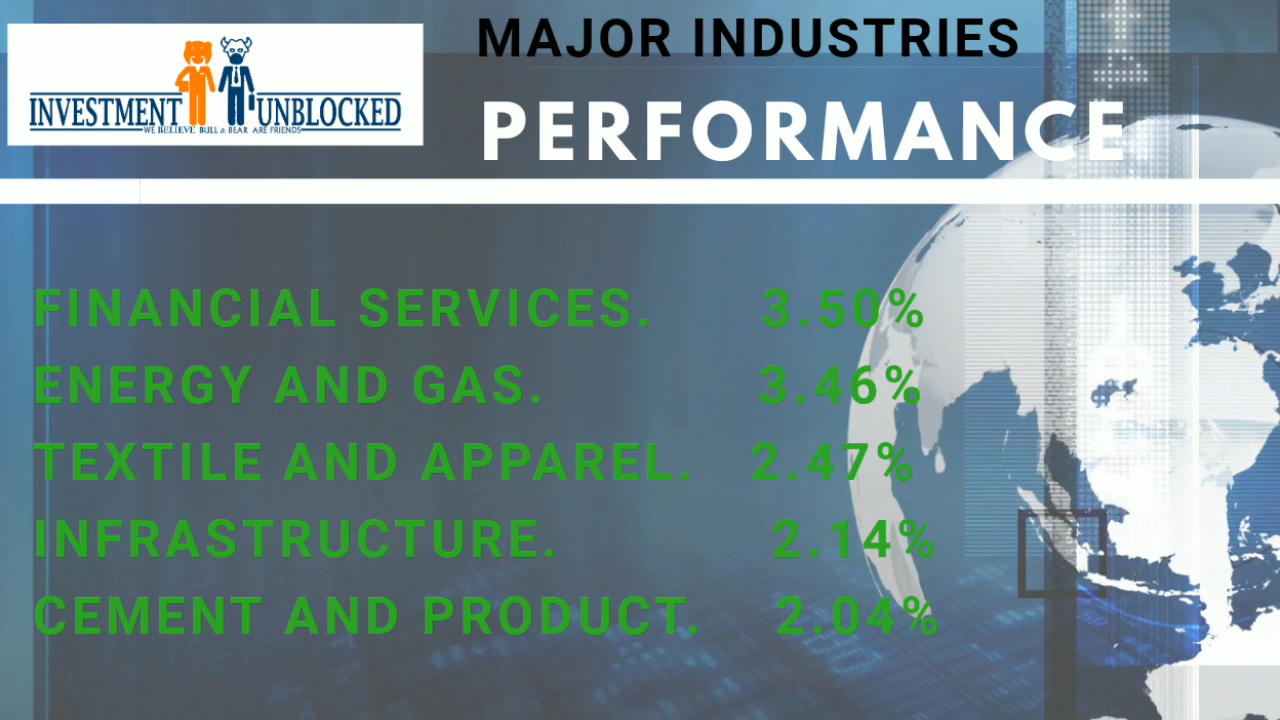 INVESTMENT UNBLOCKED
WE BELIEVE BULL & BEAR ARE FRIENDS
MAJOR INDUSTRIES
PERFORMANCE
FINANCIAL SERVICES. 3.50%
ENERGY AND GAS. 3.46%
TEXTILE AND APPAREL. 2.47%
INFRASTRUCTURE. 2.14%
CEMENT AND PRODUCT. 2.04%